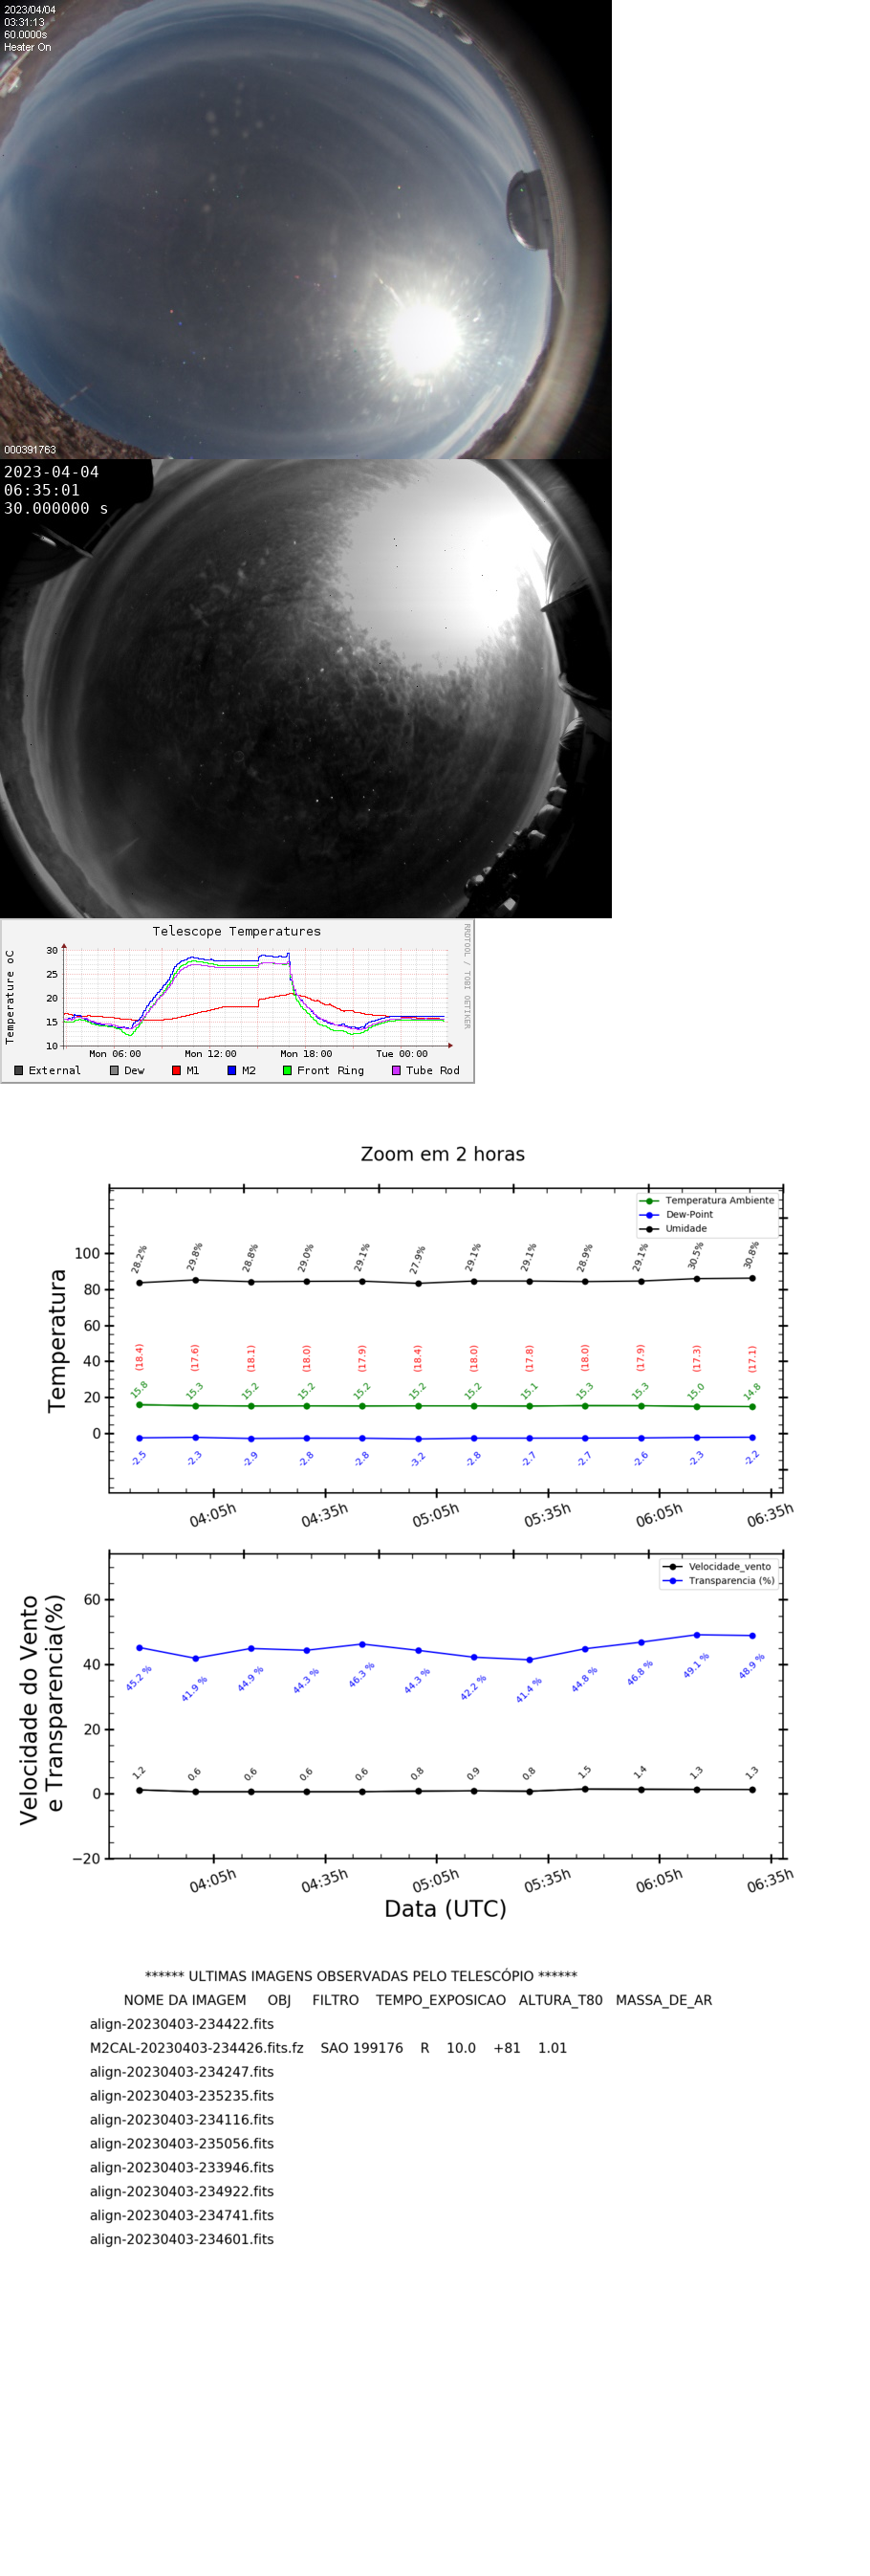 2023/04/04
03:31:13
60.0000s
Heater On
000391763
2023-04-04
06:35:01
30.000000 s
Telescope Temperatures
RRDTOOL / TOBI OETIKER
Temperature oC
30
25
20
15
10
Mon 06:00 Mon 12:00 Mon 18:00 Tue 00:00
External Dew M1 M2 Front Ring Tube Rod
Zoom em 2 horas
Temperatura Ambiente
Dew-Point
Umidade
Temperatura
100
80
60
40
20
0
28.2% 29.8% 28.8% 29.0% 29.1% 27.9% 29.1% 29.1% 28.9% 29.1% 30.5% 30.8%
(18.4) (17.6) (18.1) (18.0) (17.9) (18.4) (18.0) (17.8) (18.0) (17.9) (17.3) (17.1)
15.8 15.3 15.2 15.2 15.2 15.2 15.2 15.1 15.3 15.3 15.0 14.8
-2.5 -2.3 -2.9 -2.8 -2.8 -3.2 -2.8 -2.7 -2.7 -2.6 -2.3 -2.2
04:05h 04:35h 05:05h 05:35h 06:05h 06:35h
Velocidade_vento
Transparencia (%)
Velocidade do Vento
e Transparencia(%)
60
40
20
0
−20
45.2 % 41.9 % 44.9 % 44.3 % 46.3 % 44.3 % 42.2 % 41.4 % 44.8 % 46.8 % 49.1 % 48.9 %
1.2 0.6 0.6 0.6 0.6 0.8 0.9 0.8 1.5 1.4 1.3 1.3
04:05h 04:35h 05:05h 05:35h 06:05h 06:35h
Data (UTC)
****** ULTIMAS IMAGENS OBSERVADAS PELO TELESCÓPIO ******
NOME DA IMAGEM OBJ FILTRO TEMPO_EXPOSICAO ALTURA_T80 MASSA_DE_AR
align-20230403-234422.fits
M2CAL-20230403-234426.fits.fz SAO 199176 R 10.0 +81 1.01
align-20230403-234247.fits
align-20230403-235235.fits
align-20230403-234116.fits
align-20230403-235056.fits
align-20230403-233946.fits
align-20230403-234922.fits
align-20230403-234741.fits
align-20230403-234601.fits